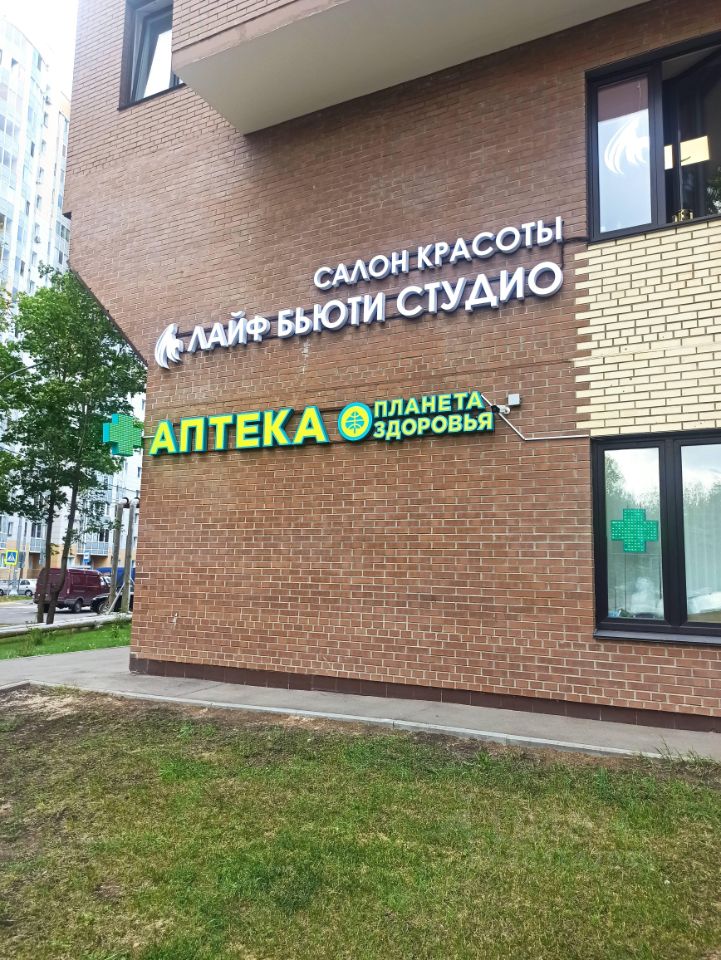 САЛОН КРАСОТЫ
ЛАЙФ БЬЮТИ СТУДИО
АПТЕКА ПЛАНЕТА
ЗДОРОВЬЯ